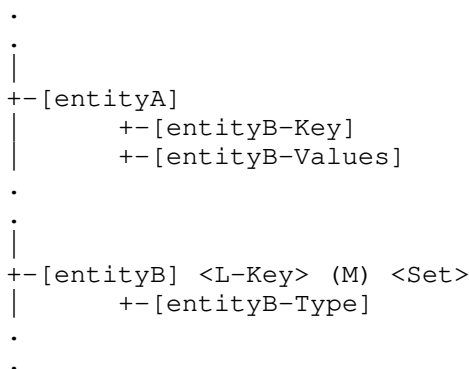 .
.
|
+-[entityA]
|       +-[entityB-Key]
|       +-[entityB-Values]
.
.
|
+-[entityB] <L-Key> (M) <Set>
|       +-[entityB-Type]
.
.